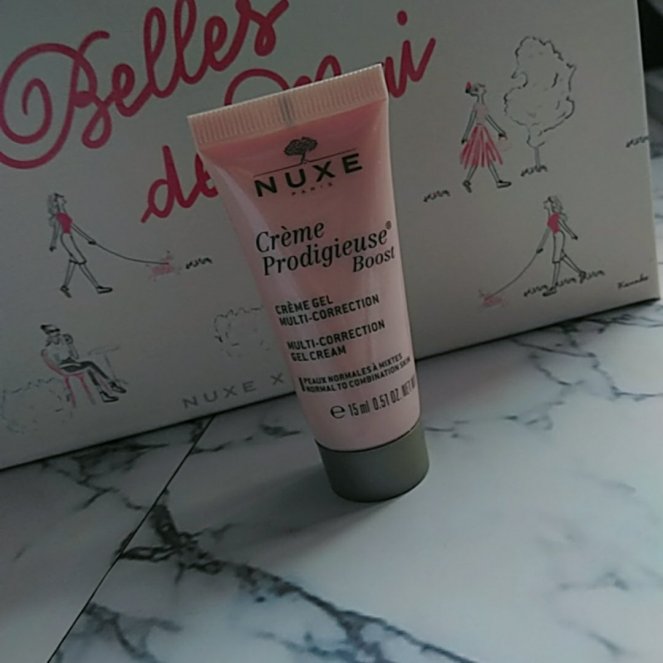 Belles
de
NUXE
PARIS
Crème
Prodigieuse®
Boost
CRÈME GEL
MULTI-CORRECTION
MULTI-CORRECTION
GEL CREAM
PEAUX NORMALES À MIXTES
NORMAL TO COMBINATION SKIN
℮ 15 ml 0.51 OZ. NET
NUXE X